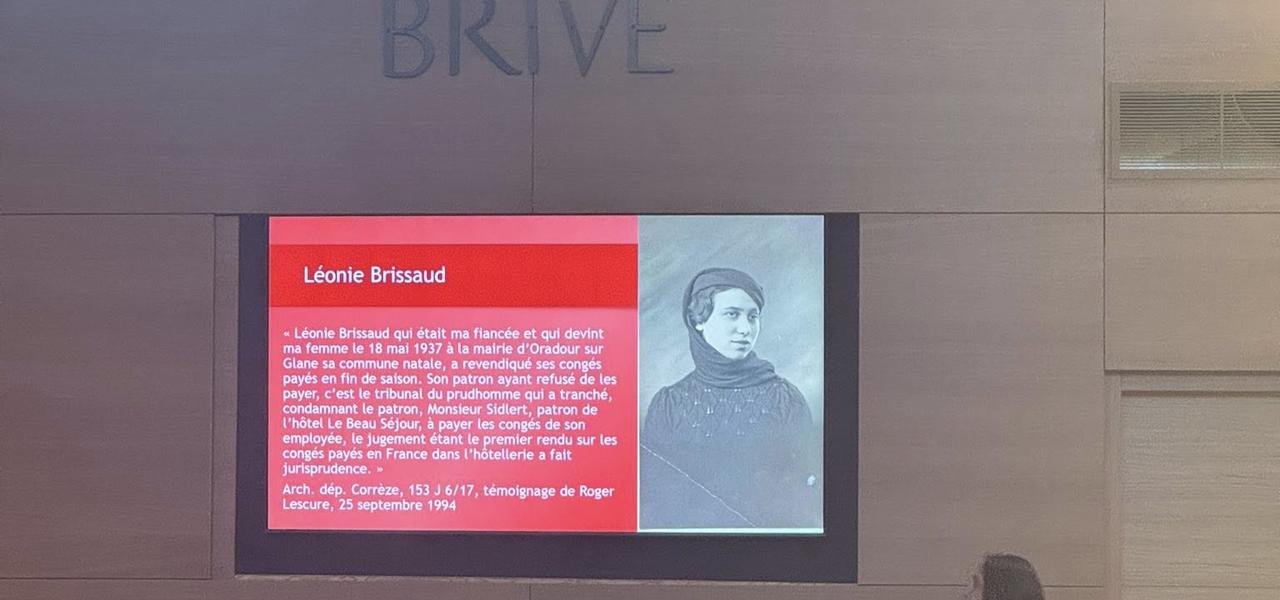 BRIVE
Léonie Brissaud
« Léonie Brissaud qui était ma fiancée et qui devint
ma femme le 18 mai 1937 à la mairie d’Oradour sur
Glane sa commune natale, a revendiqué ses congés
payés en fin de saison. Son patron ayant refusé de les
payer, c’est le tribunal du prudhomme qui a tranché,
condamnant le patron, Monsieur Sidlert, patron de
l’hôtel Le Beau Séjour, à payer les congés de son
employée, le jugement étant le premier rendu sur les
congés payés en France dans l’hôtellerie a fait
jurisprudence. »
Arch. dép. Corrèze, 153 J 6/17, témoignage de Roger
Lescure, 25 septembre 1994